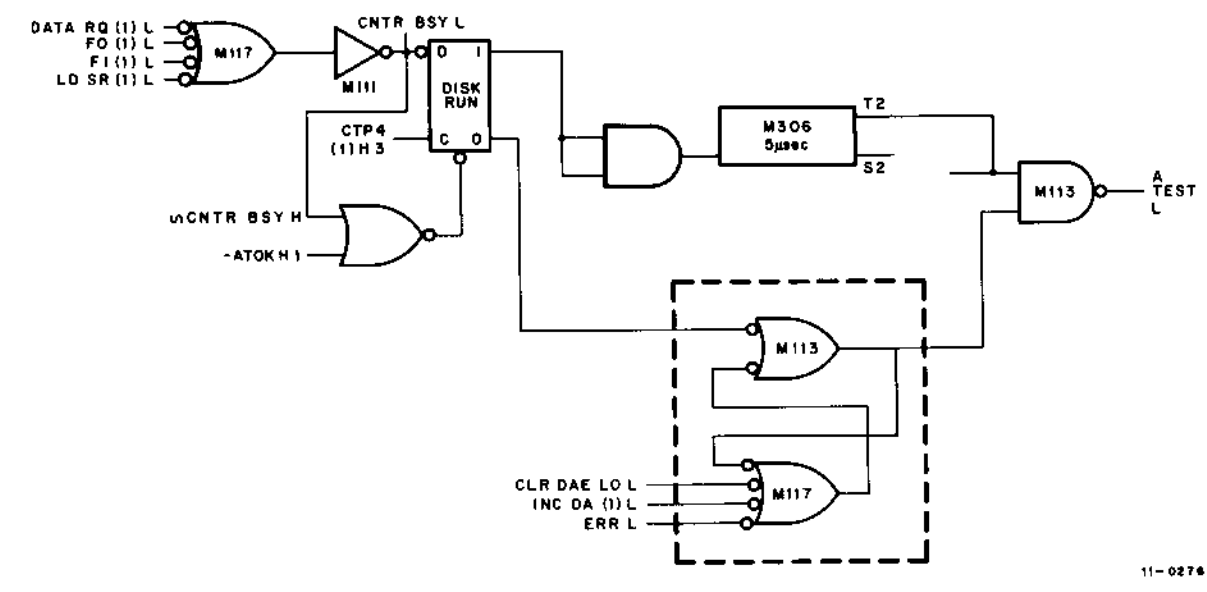 CNTR BSY L
DATA RQ (1) L
F0 (1) L
F1 (1) L
LD SR (1) L
M117
M111
D 1
DISK
RUN
C 0
CTP4
(1) H 3
CNTR BSY H
-ATOK H 1
M306
5µsec
T2
S2
M113
A
TEST
L
M113
M117
CLR DAE LO L
INC DA (1) L
ERR L
11-0276